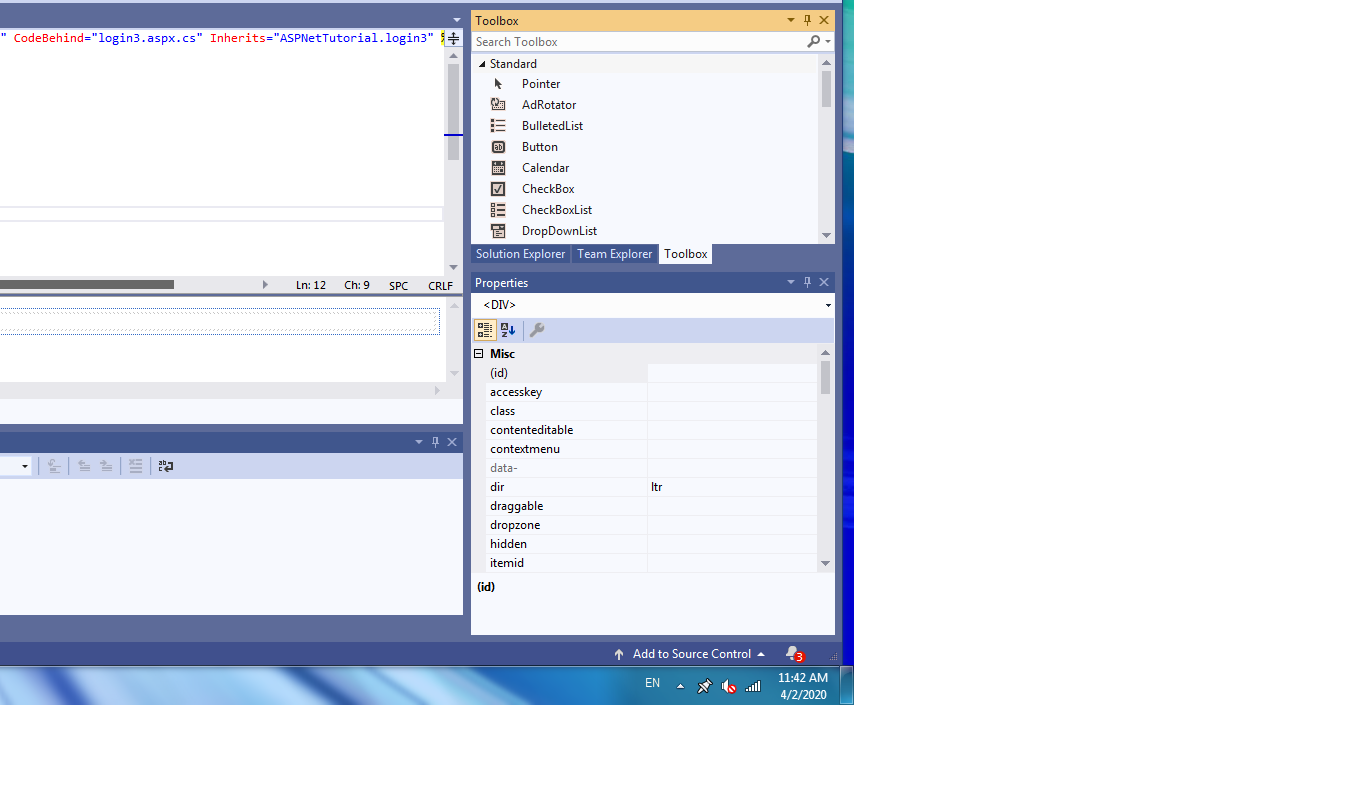 " CodeBehind="login3.aspx.cs" Inherits="ASPNetTutorial.login3" %
Ln: 12 Ch: 9 SPC CRLF
Toolbox
Search Toolbox
Standard
Pointer
AdRotator
BulletedList
Button
Calendar
CheckBox
CheckBoxList
DropDownList
Solution Explorer Team Explorer Toolbox
Properties
<DIV>
Misc
(id)
accesskey
class
contenteditable
contextmenu
data-
dir ltr
draggable
dropzone
hidden
itemid
(id)
Add to Source Control 3
EN
11:42 AM
4/2/2020